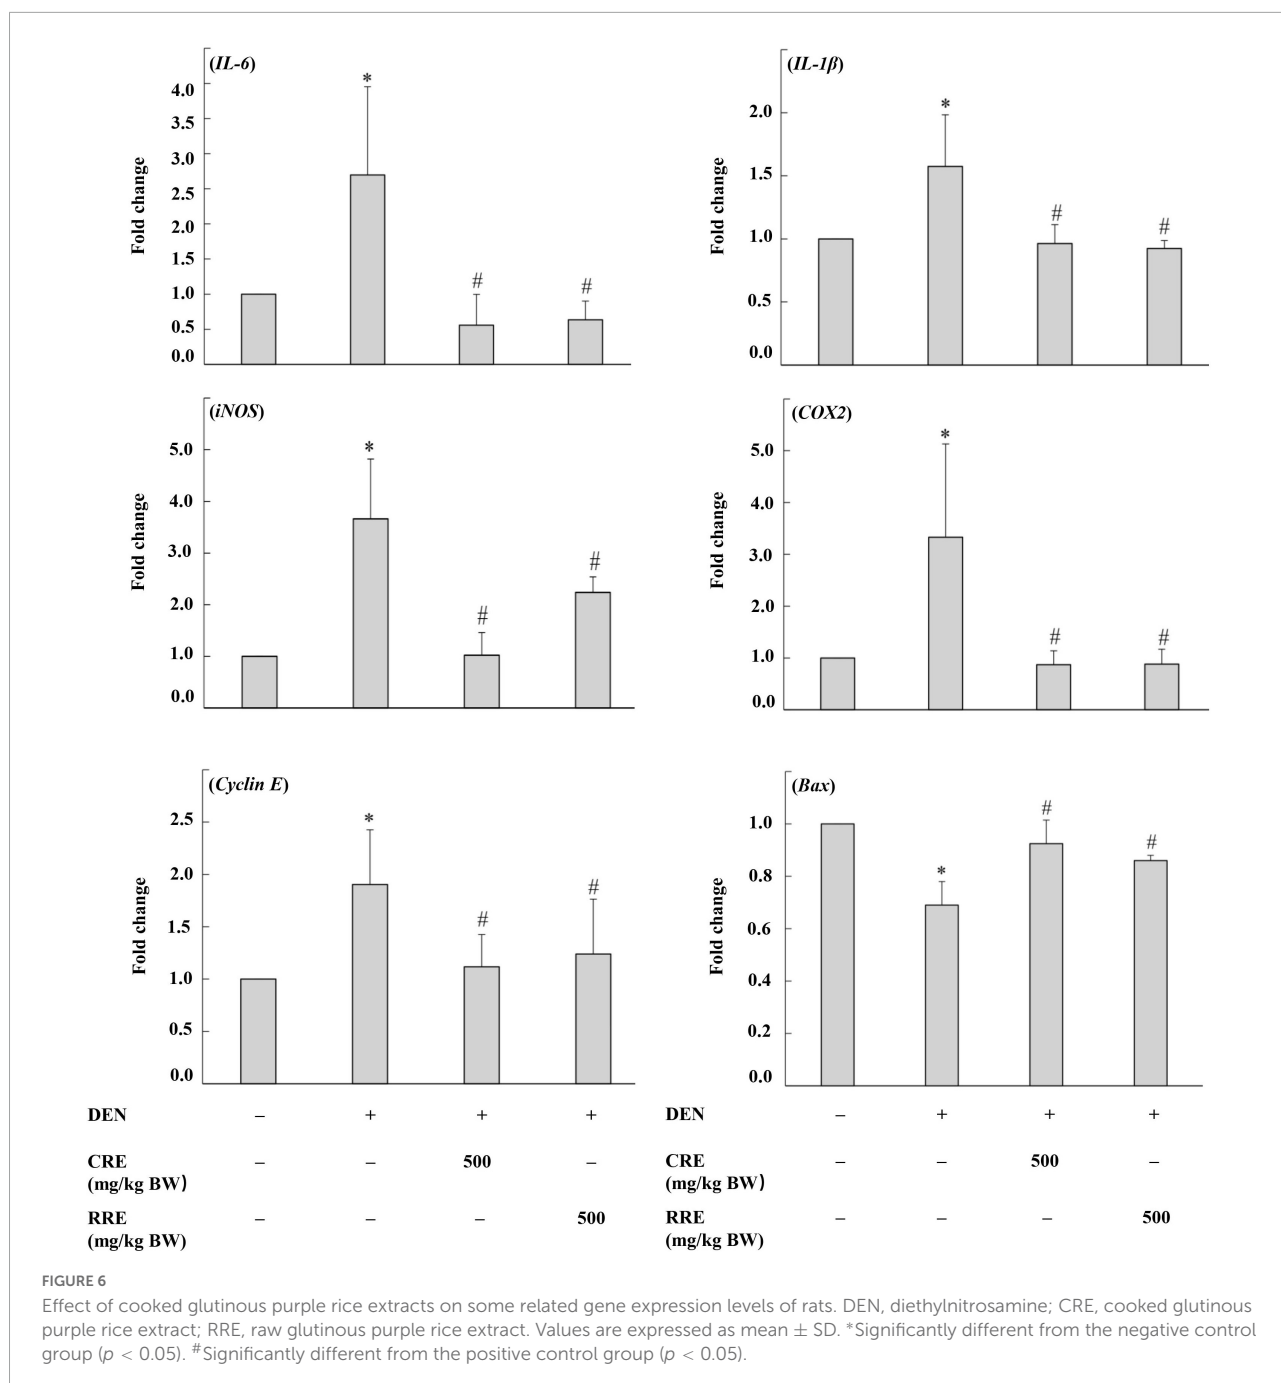 (IL-6)
*
4.0
3.5
3.0
2.5
2.0
1.5
1.0
0.5
0.0
Fold change
#
#
(IL-1β)
*
2.0
1.5
1.0
0.5
0.0
Fold change
#
#
(iNOS)
*
5.0
4.0
3.0
2.0
1.0
0.0
Fold change
#
#
(COX2)
*
5.0
4.0
3.0
2.0
1.0
0.0
Fold change
#
#
(Cyclin E)
*
2.5
2.0
1.5
1.0
0.5
0.0
Fold change
#
#
(Bax)
*
1.0
0.8
0.6
0.4
0.2
0.0
Fold change
#
#
DEN – + + +
CRE – – 500 –
(mg/kg BW)
RRE – – – 500
(mg/kg BW)
DEN – + + +
CRE – – 500 –
(mg/kg BW)
RRE – – – 500
(mg/kg BW)
FIGURE 6
Effect of cooked glutinous purple rice extracts on some related gene expression levels of rats. DEN, diethylnitrosamine; CRE, cooked glutinous
purple rice extract; RRE, raw glutinous purple rice extract. Values are expressed as mean ± SD. *Significantly different from the negative control
group (p < 0.05). #Significantly different from the positive control group (p < 0.05).